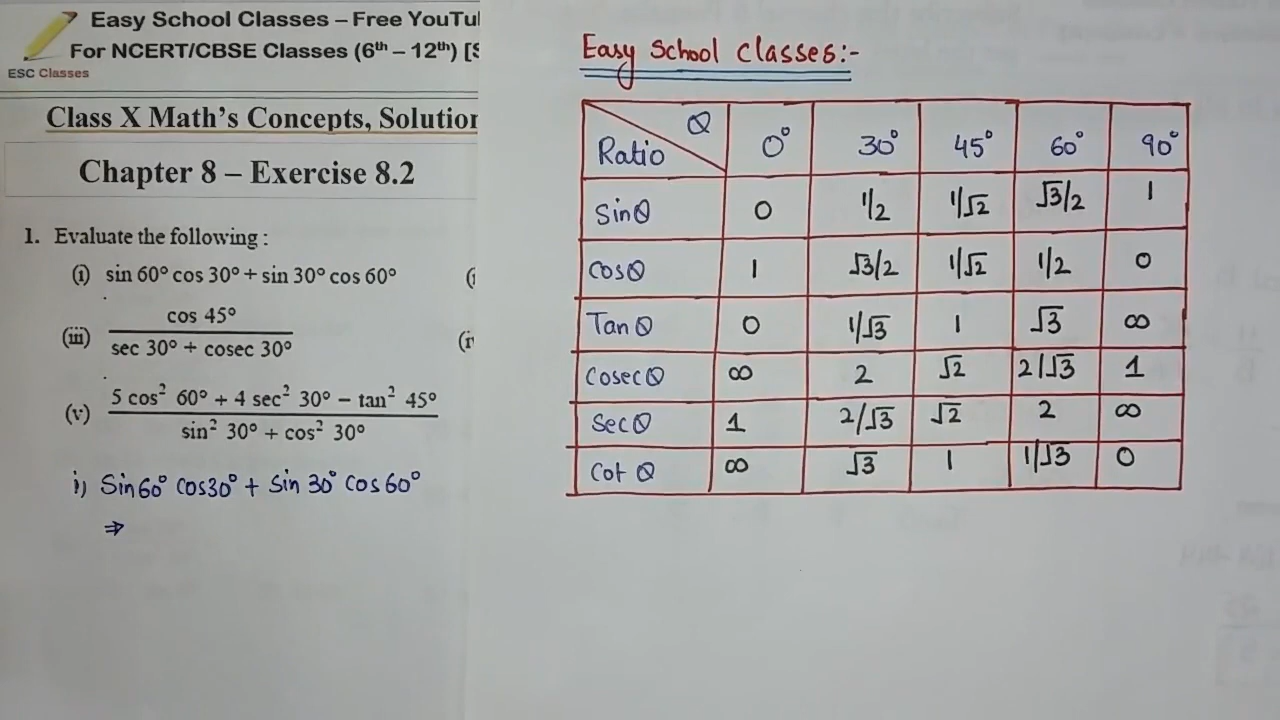 Easy School Classes – Free YouTu
For NCERT/CBSE Classes (6th – 12th) [S
ESC Classes
Class X Math's Concepts, Solution
Chapter 8 – Exercise 8.2
1. Evaluate the following :
(i) sin 60° cos 30° + sin 30° cos 60°
(iii) cos 45° / sec 30° + cosec 30°
(v) 5 cos² 60° + 4 sec² 30° – tan² 45° / sin² 30° + cos² 30°
i) Sin60° Cos30° + Sin 30° Cos 60°
⇒
Easy School Classes:-
Ratio θ 0° 30° 45° 60° 90°
Sinθ 0 1/2 1/√2 √3/2 1
Cosθ 1 √3/2 1/√2 1/2 0
Tanθ 0 1/√3 1 √3 ∞
Cosecθ ∞ 2 √2 2/√3 1
Secθ 1 2/√3 √2 2 ∞
Cot θ ∞ √3 1 1/√3 0